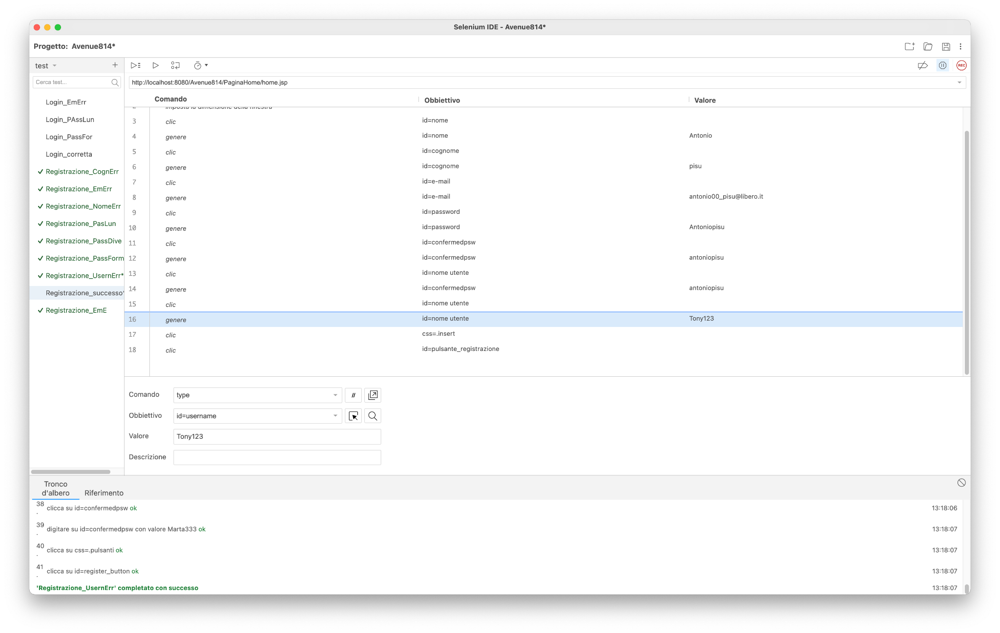 Selenium IDE - Avenue814*
Progetto: Avenue814*
test
Cerca test...
Login_EmErr
Login_PAssLun
Login_PassFor
Login_corretta
Registrazione_CognErr
Registrazione_EmErr
Registrazione_NomeErr
Registrazione_PasLun
Registrazione_PassDive
Registrazione_PassForm
Registrazione_UsernErr*
Registrazione_successo*
Registrazione_EmE
REC
http://localhost:8080/Avenue814/PaginaHome/home.jsp
Comando Obbiettivo Valore
2 imposta la dimensione della finestra
3 clic id=nome
4 genere id=nome Antonio
5 clic id=cognome
6 genere id=cognome pisu
7 clic id=e-mail
8 genere id=e-mail antonio00_pisu@libero.it
9 clic id=password
10 genere id=password Antoniopisu
11 clic id=confermedpsw
12 genere id=confermedpsw antoniopisu
13 clic id=nome utente
14 genere id=confermedpsw antoniopisu
15 clic id=nome utente
16 genere id=nome utente Tony123
17 clic css=.insert
18 clic id=pulsante_registrazione
Comando type //
Obbiettivo id=username
Valore Tony123
Descrizione
Tronco
d'albero Riferimento
38. clicca su id=confermedpsw ok 13:18:06
39. digitare su id=confermedpsw con valore Marta333 ok 13:18:07
40. clicca su css=.pulsanti ok 13:18:07
41. clicca su id=register_button ok 13:18:07
'Registrazione_UsernErr' completato con successo 13:18:07